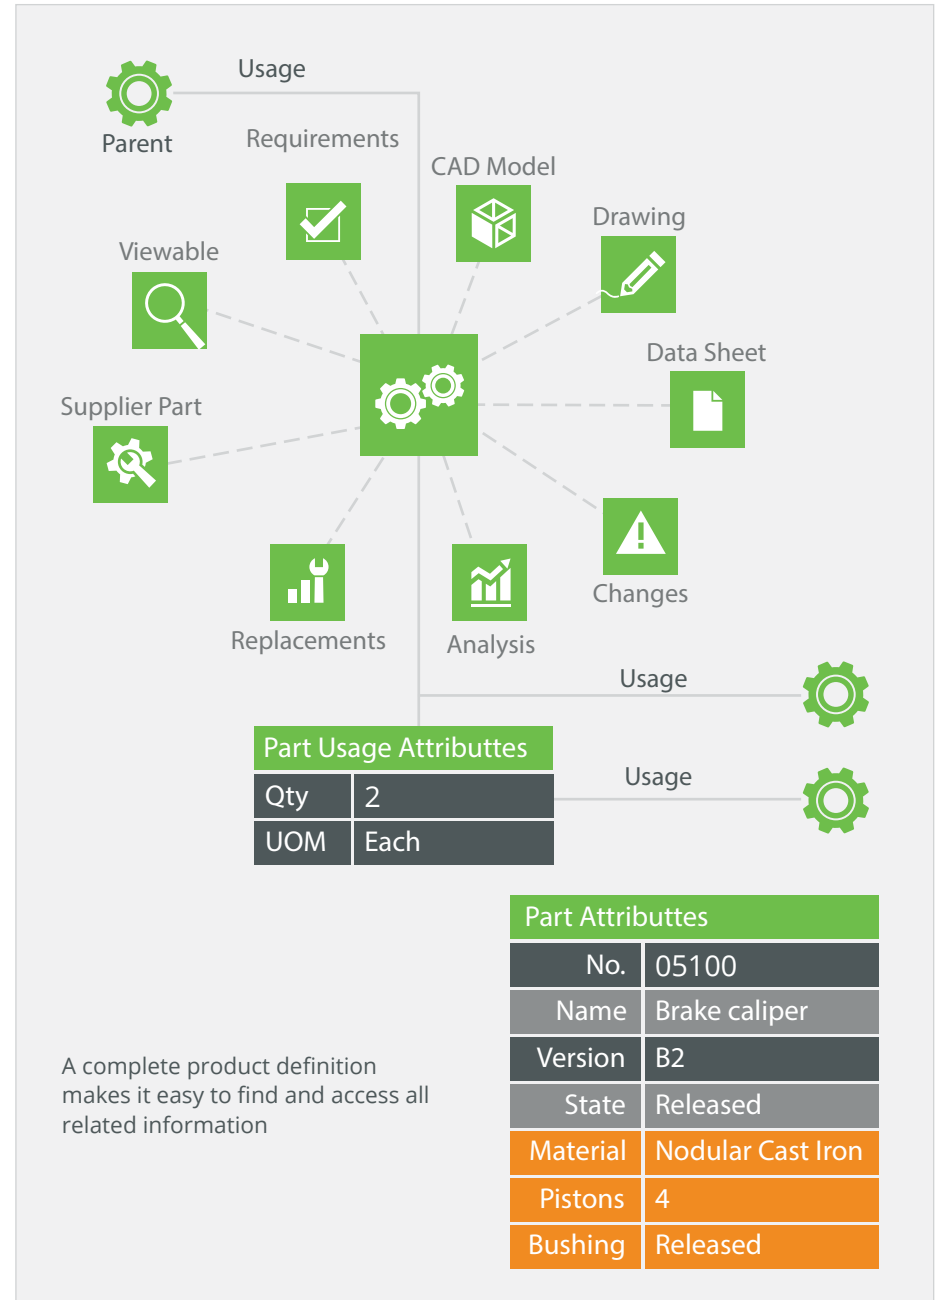 Usage
Parent
Requirements
CAD Model
Drawing
Viewable
Data Sheet
Supplier Part
Changes
Replacements
Analysis
Usage
Part Usage Attributtes
Usage
Qty 2
UOM Each
Part Attributtes
No. 05100
Name Brake caliper
Version B2
State Released
Material Nodular Cast Iron
Pistons 4
Bushing Released
A complete product definition
makes it easy to find and access all
related information